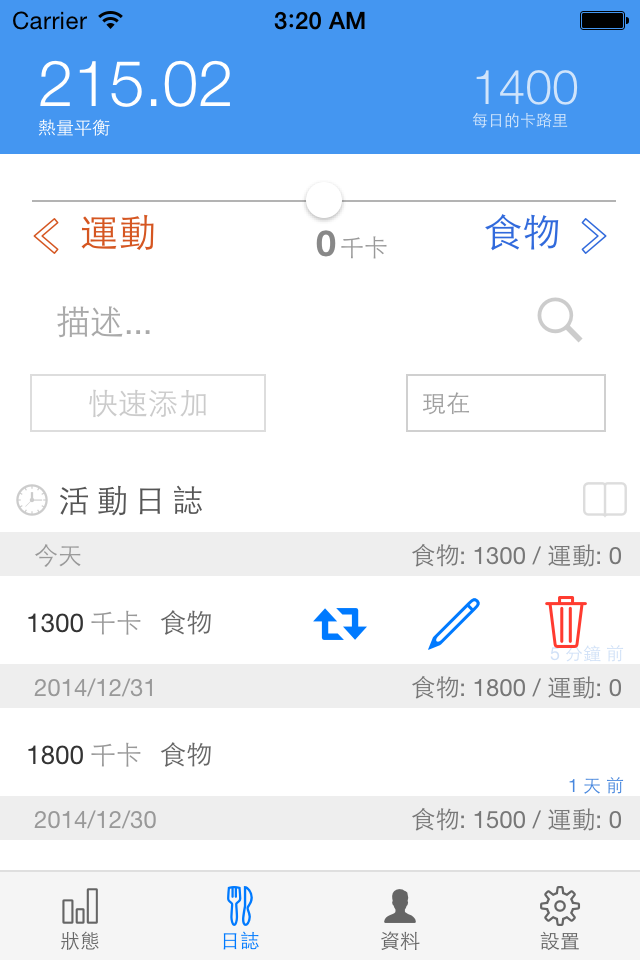 Carrier 3:20 AM
215.02 1400
熱量平衡 每日的卡路里
運動 0千卡 食物
描述...
快速添加 現在
活動日誌
今天 食物: 1300 / 運動: 0
1300 千卡 食物
5 分鐘 前
2014/12/31 食物: 1800 / 運動: 0
1800 千卡 食物
1 天 前
2014/12/30 食物: 1500 / 運動: 0
狀態 日誌 資料 設置